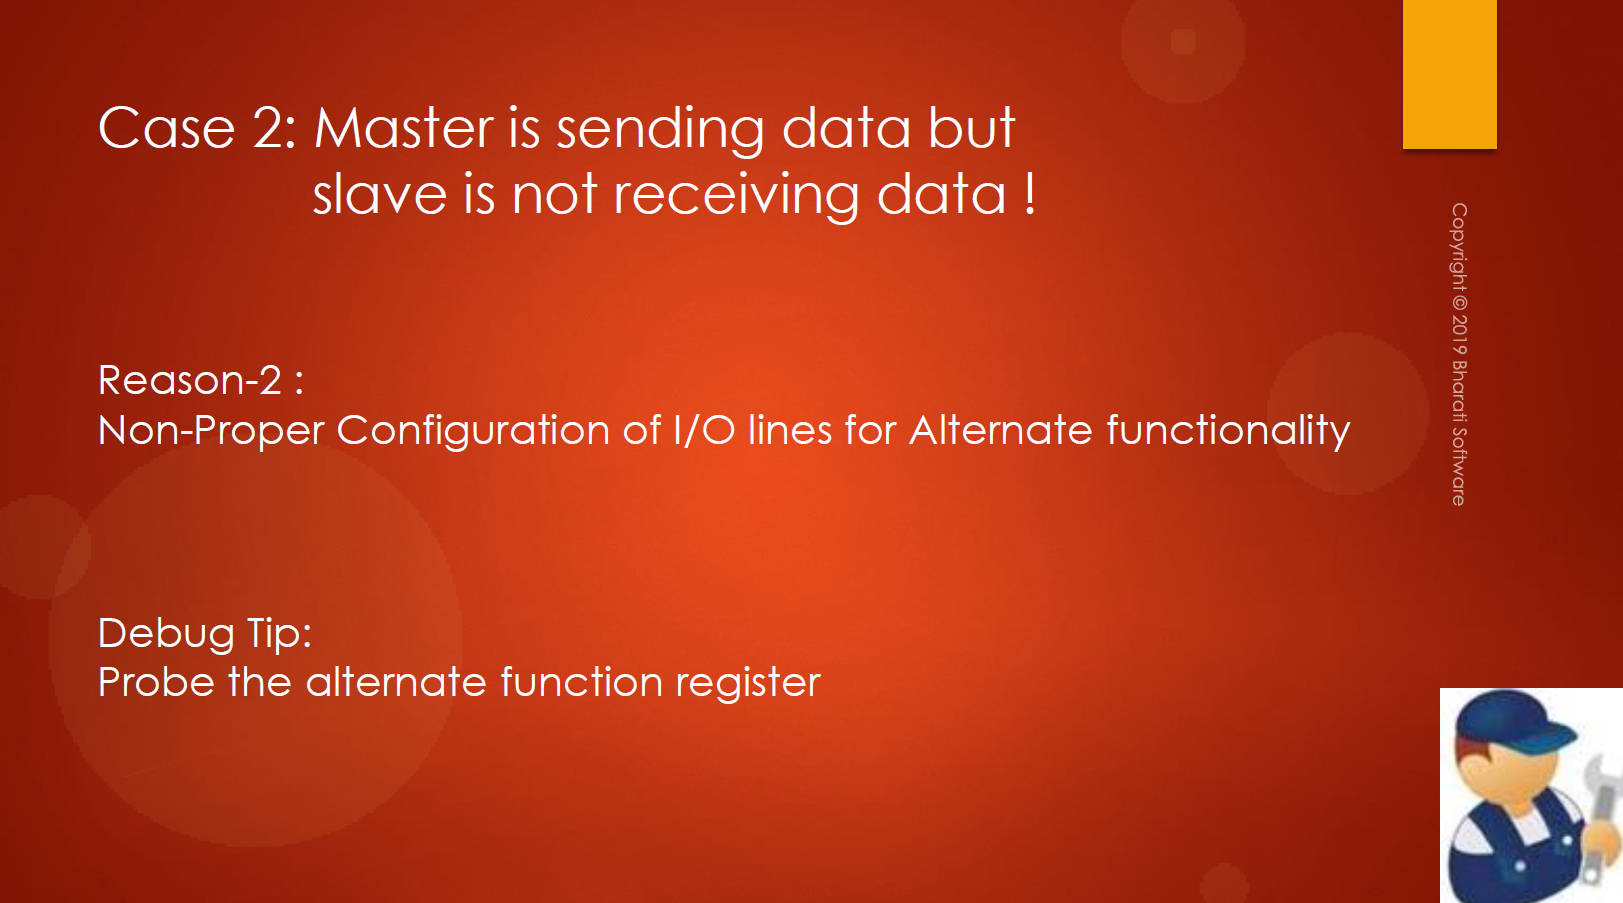 Case 2: Master is sending data but
slave is not receiving data !
Reason-2 :
Non-Proper Configuration of I/O lines for Alternate functionality
Debug Tip:
Probe the alternate function register
Copyright © 2019 Bharati Software